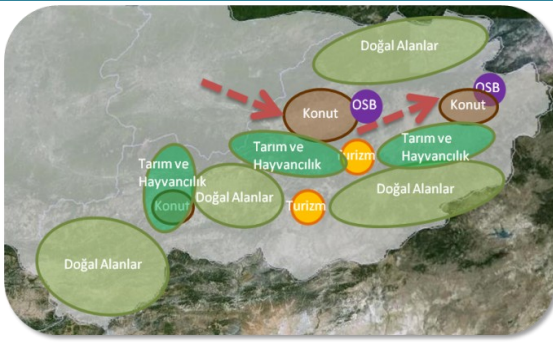 Doğal Alanlar
OSB
Konut
OSB
Konut
Tarım ve
Hayvancılık
Turizm
Tarım ve
Hayvancılık
Tarım ve
Hayvancılık
Konut
Doğal Alanlar
Turizm
Doğal Alanlar
Doğal Alanlar